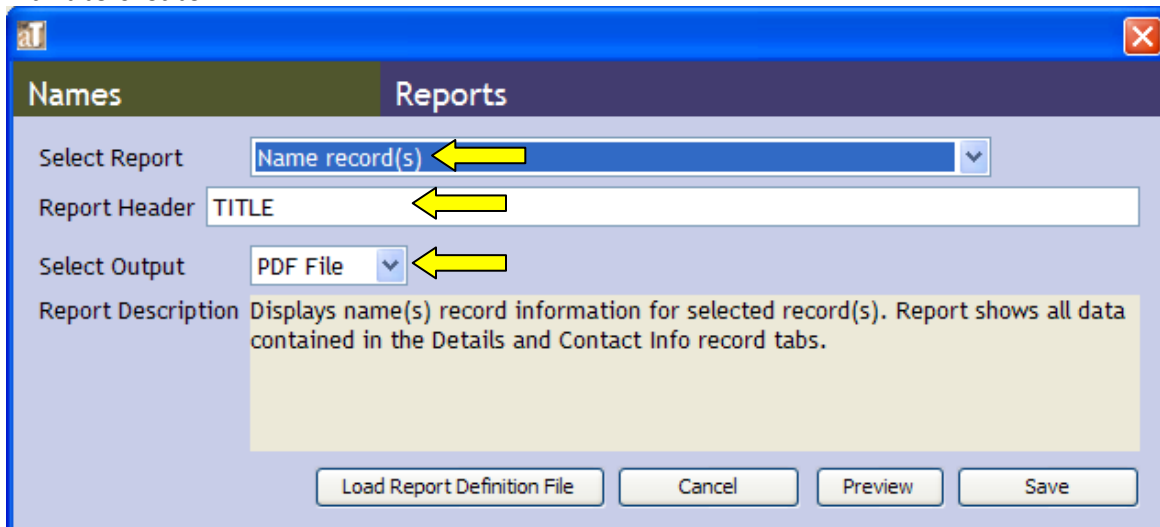 aT
Names Reports
Select Report Name record(s)
Report Header TITLE
Select Output PDF File
Report Description Displays name(s) record information for selected record(s). Report shows all data
contained in the Details and Contact Info record tabs.
Load Report Definition File Cancel Preview Save